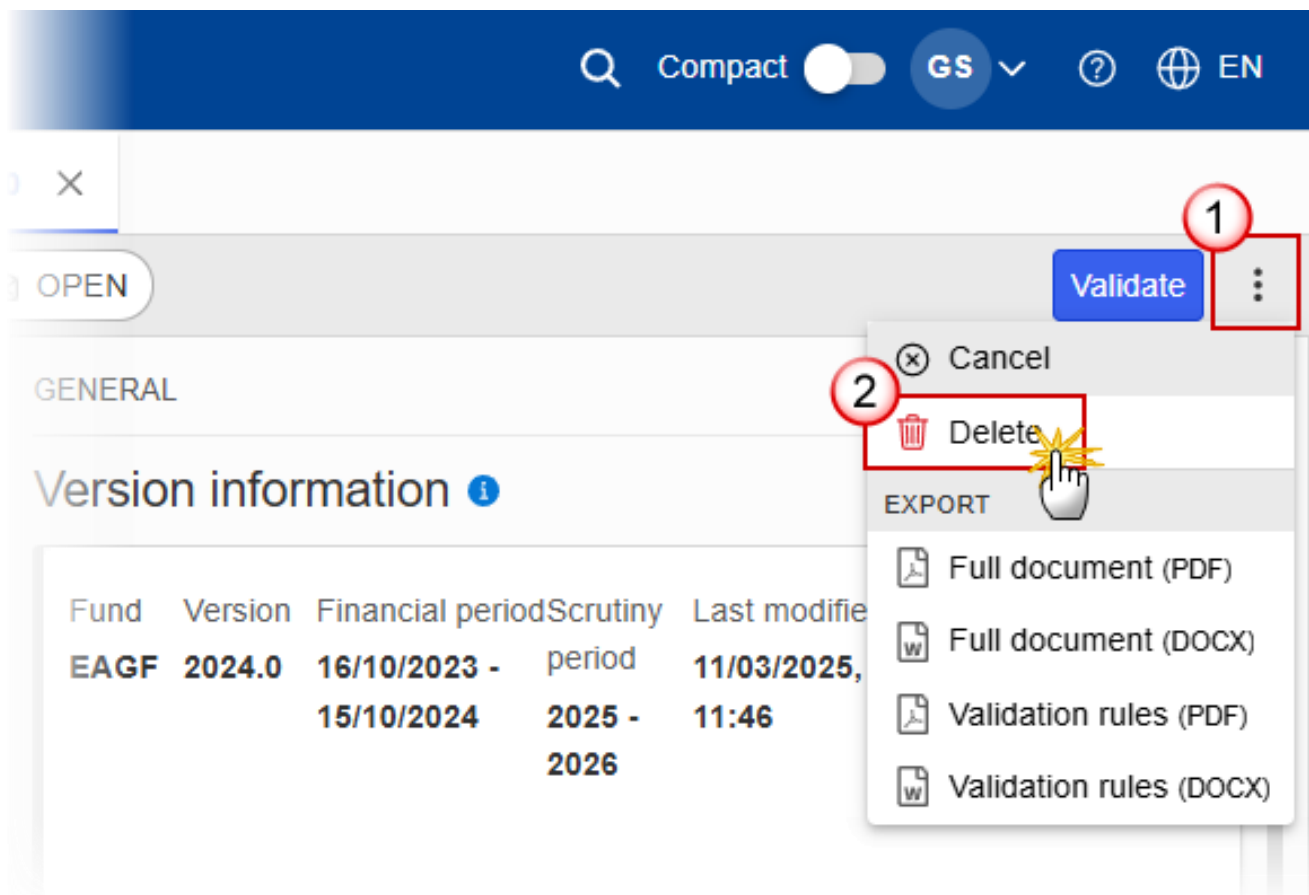 Compact GS EN
1
OPEN Validate
Cancel
GENERAL
2
Delete
Version information
EXPORT
Full document (PDF)
Fund Version Financial period Scrutiny period Last modifie
Full document (DOCX)
EAGF 2024.0 16/10/2023 - 15/10/2024 2025 - 2026 11/03/2025, 11:46
Validation rules (PDF)
Validation rules (DOCX)